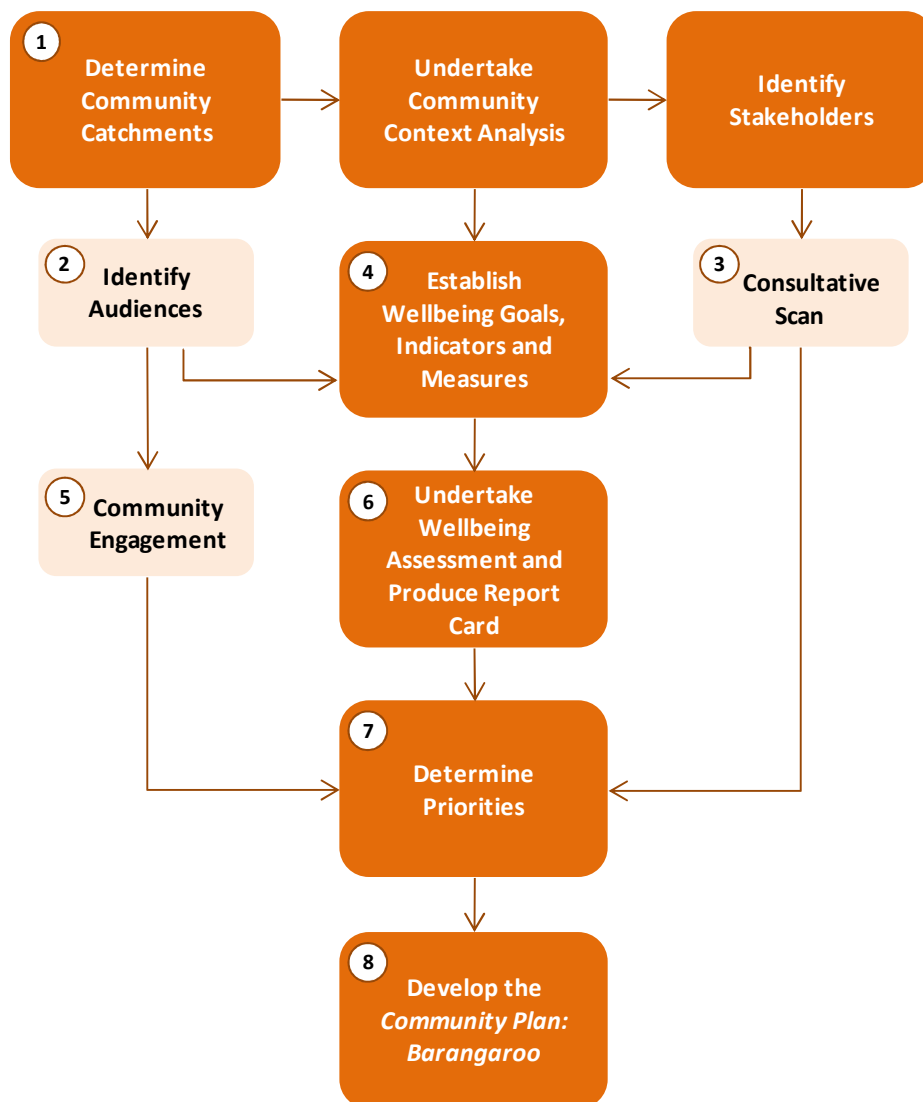 1
Determine
Community
Catchments
Undertake
Community
Context Analysis
Identify
Stakeholders
2
Identify
Audiences
4
Establish
Wellbeing Goals,
Indicators and
Measures
3
Consultative
Scan
5
Community
Engagement
6
Undertake
Wellbeing
Assessment and
Produce Report
Card
7
Determine
Priorities
8
Develop the
Community Plan:
Barangaroo